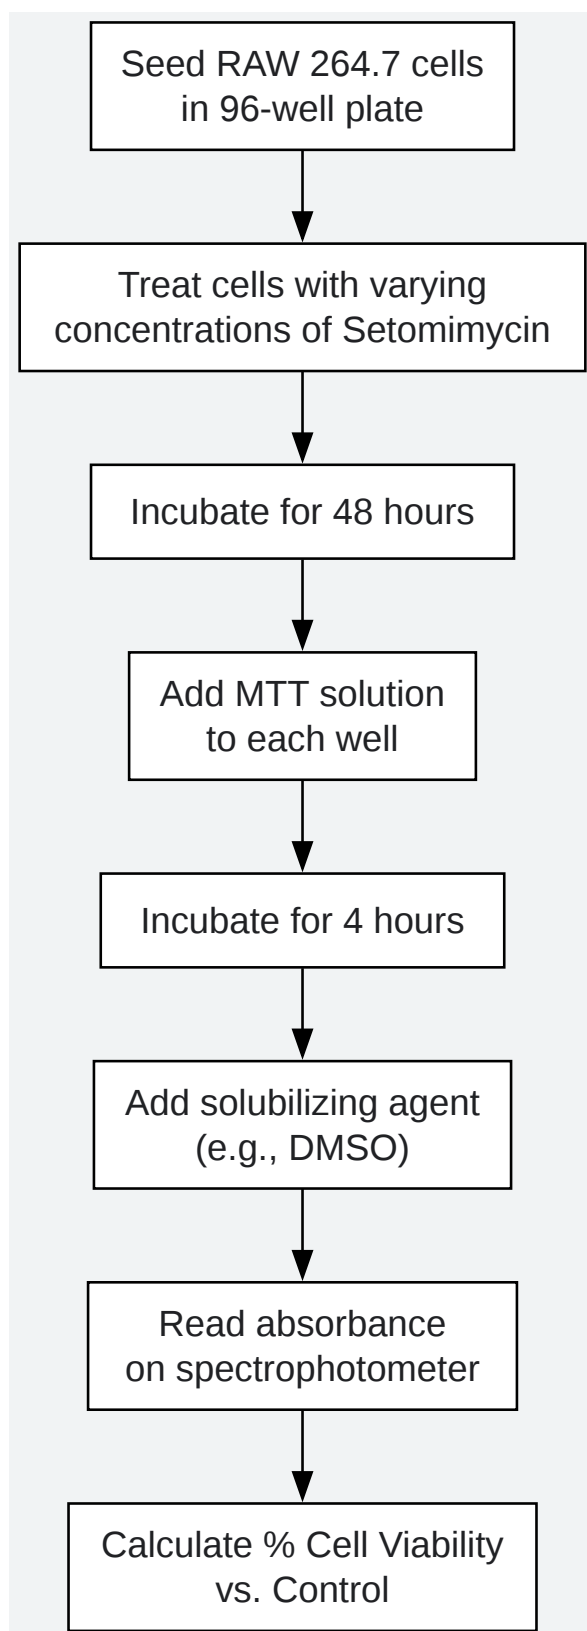 Seed RAW 264.7 cells
in 96-well plate
Treat cells with varying
concentrations of Setomimycin
Incubate for 48 hours
Add MTT solution
to each well
Incubate for 4 hours
Add solubilizing agent
(e.g., DMSO)
Read absorbance
on spectrophotometer
Calculate % Cell Viability
vs. Control